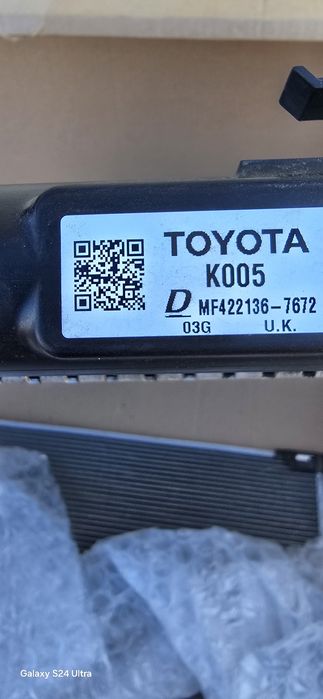 TOYOTA
K005
D MF422136-7672
03G U.K.
Galaxy S24 Ultra